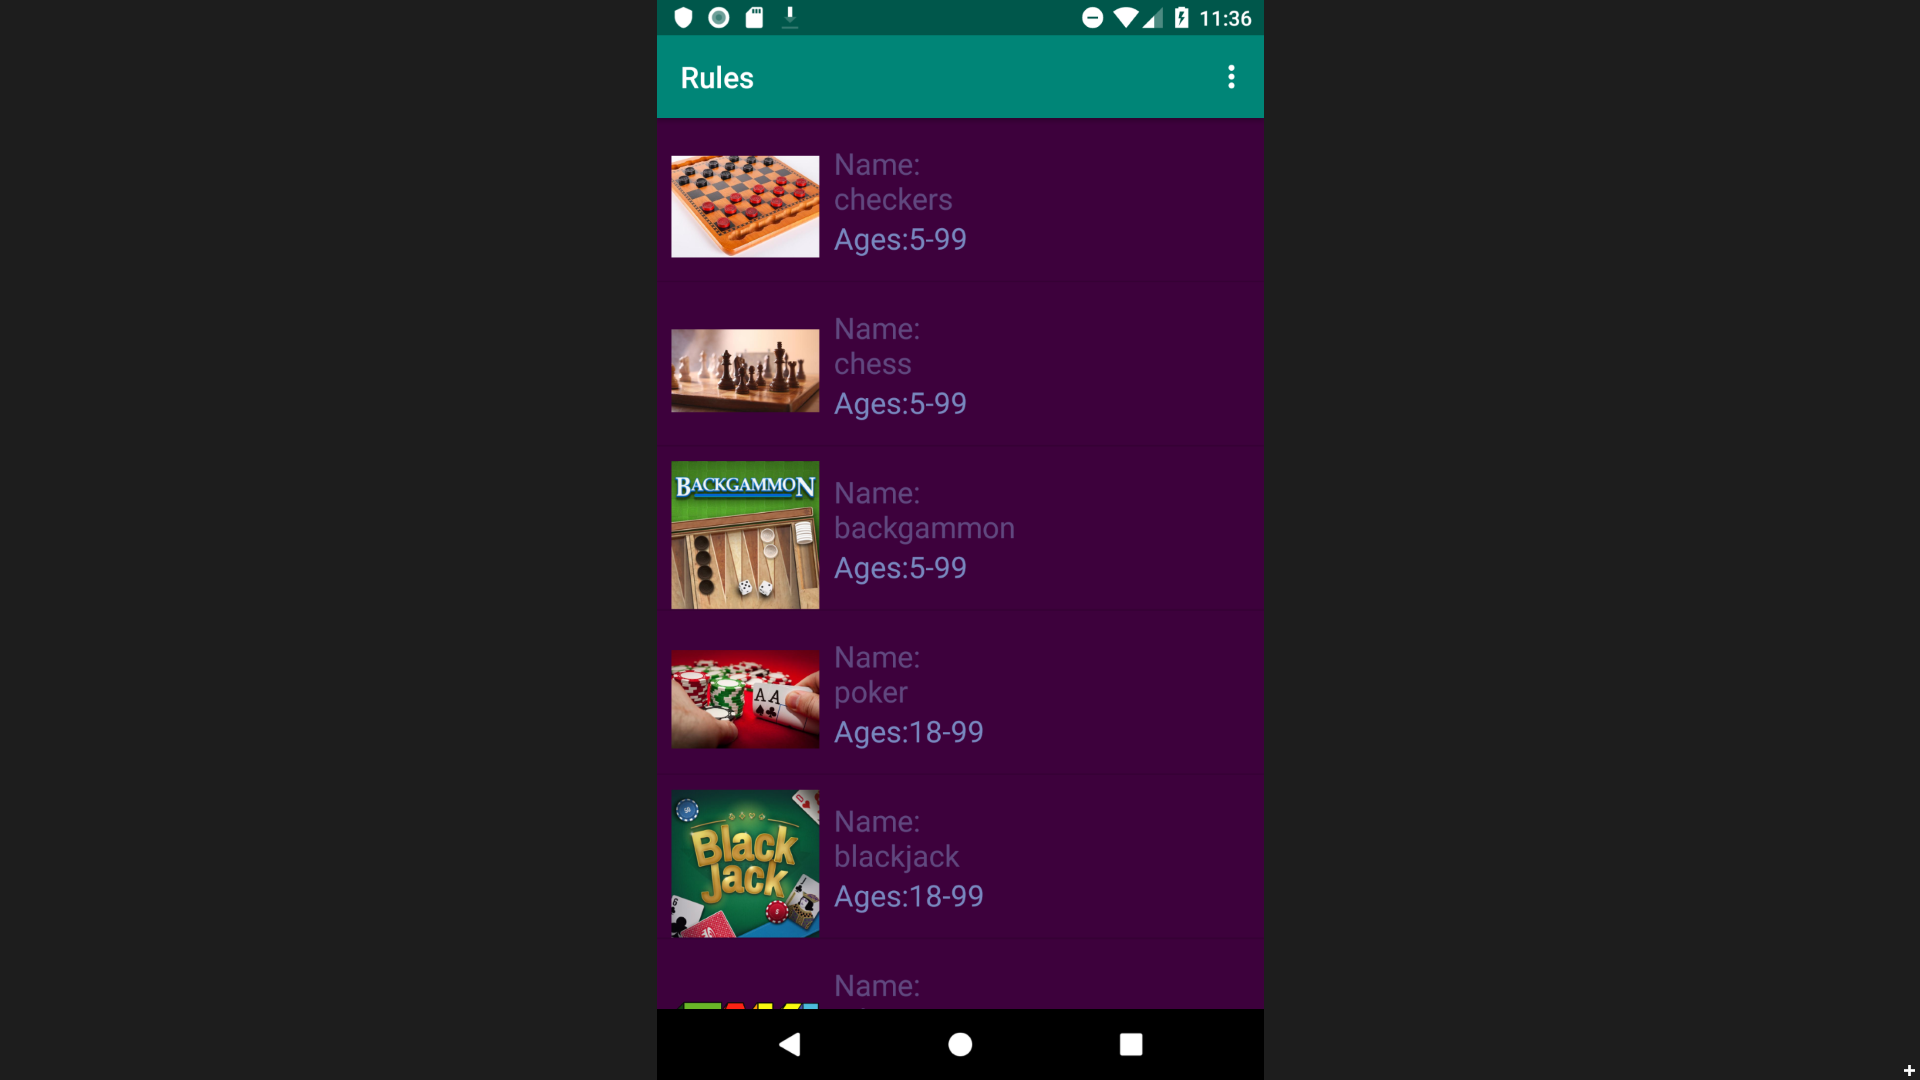 11:36
Rules
Name:
checkers
Ages:5-99
Name:
chess
Ages:5-99
BACKGAMMON
Name:
backgammon
Ages:5-99
A A
Name:
poker
Ages:18-99
Black
Jack
Name:
blackjack
Ages:18-99
Name: